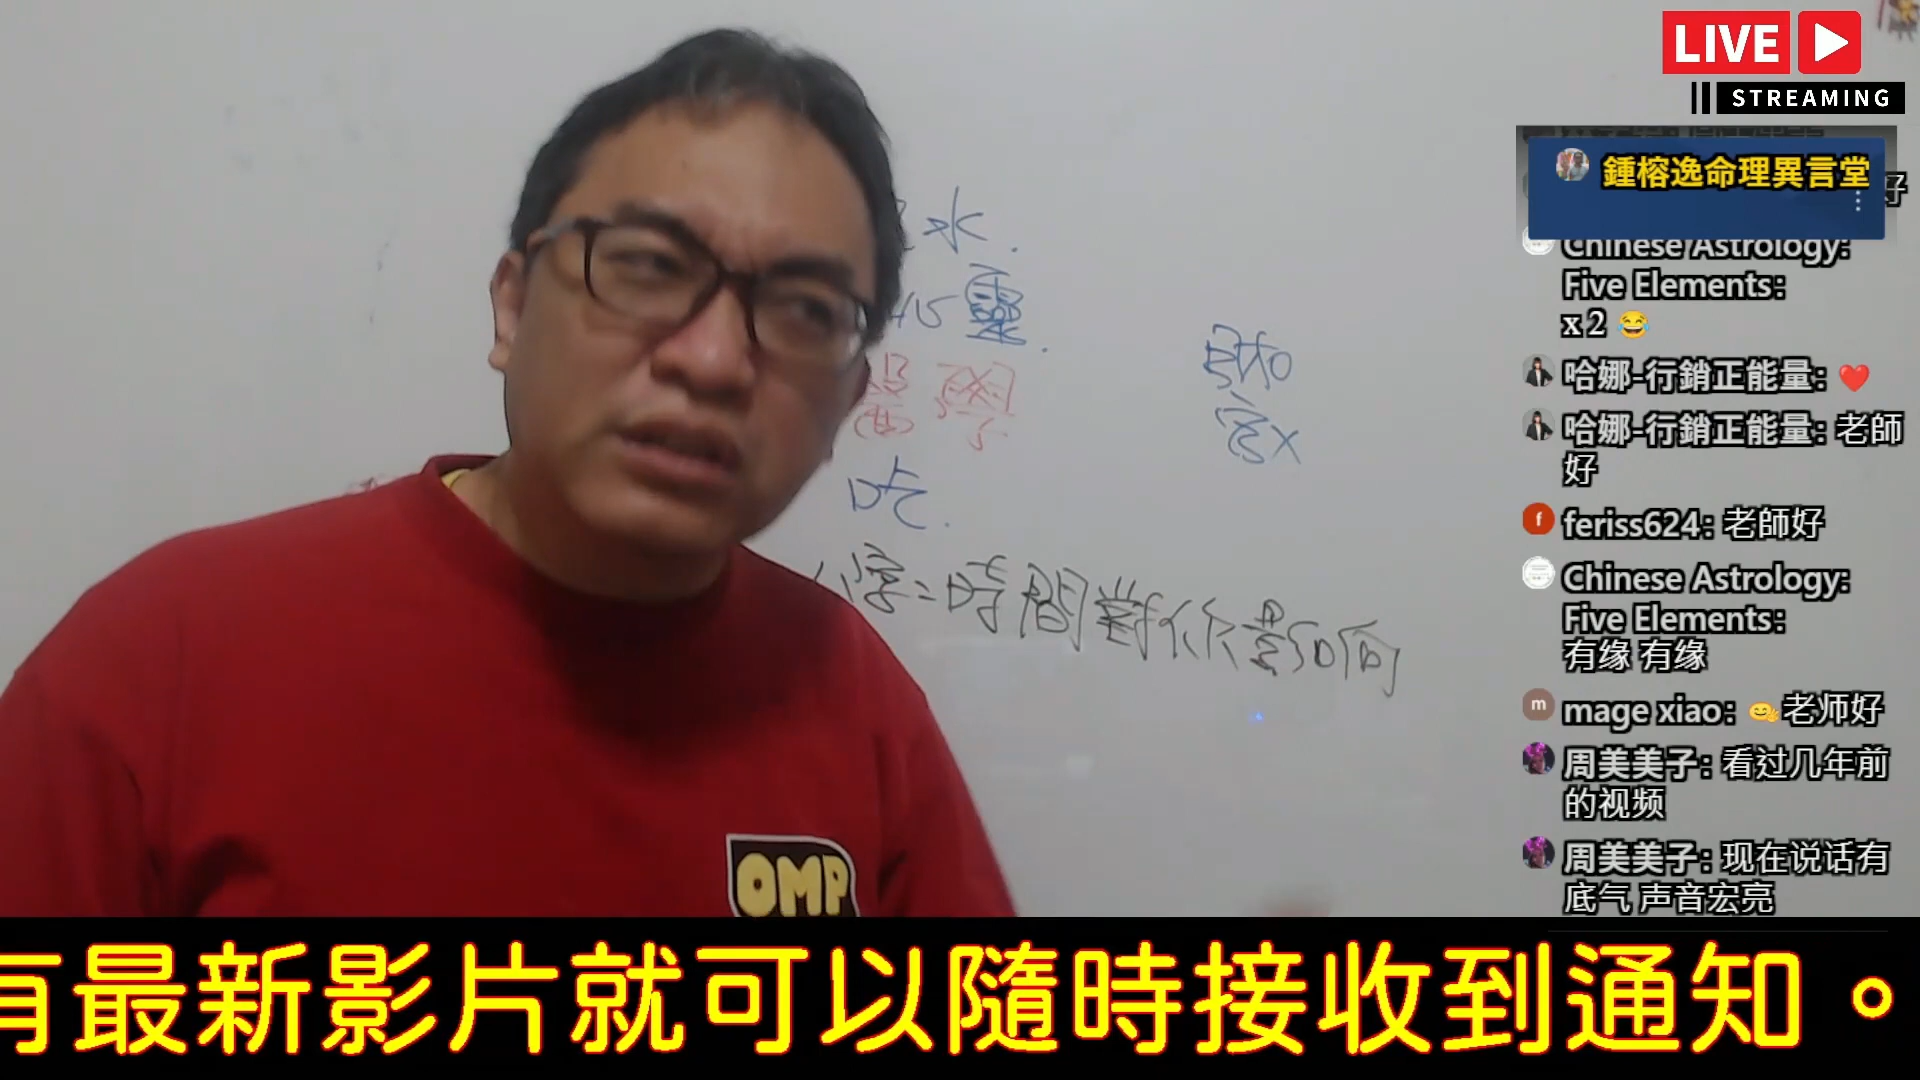 LIVE
STREAMING
鍾榕逸命理異言堂
好
Chinese Astrology:
Five Elements:
x 2 😂
哈娜-行銷正能量: ❤️
哈娜-行銷正能量: 老師
好
feriss624: 老師好
Chinese Astrology:
Five Elements:
有缘 有缘
mage xiao: 老师好
周美美子: 看过几年前
的视频
周美美子: 现在说话有
底气 声音宏亮
水.
吃.
時間對你影响
OMP
有最新影片就可以隨時接收到通知。